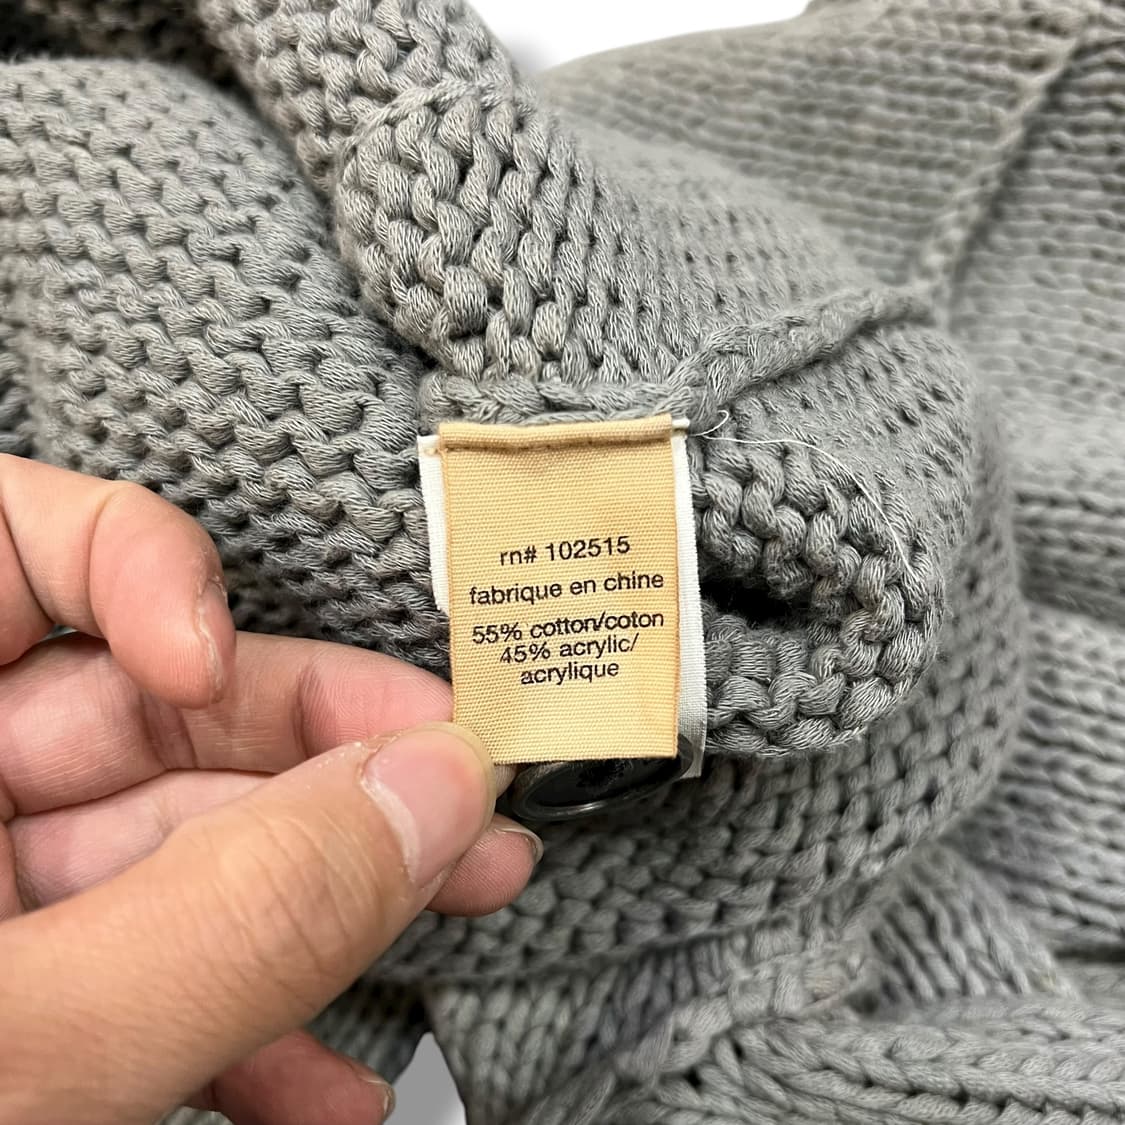 rn# 102515
fabrique en chine
55% cotton/coton
45% acrylic/
acrylique